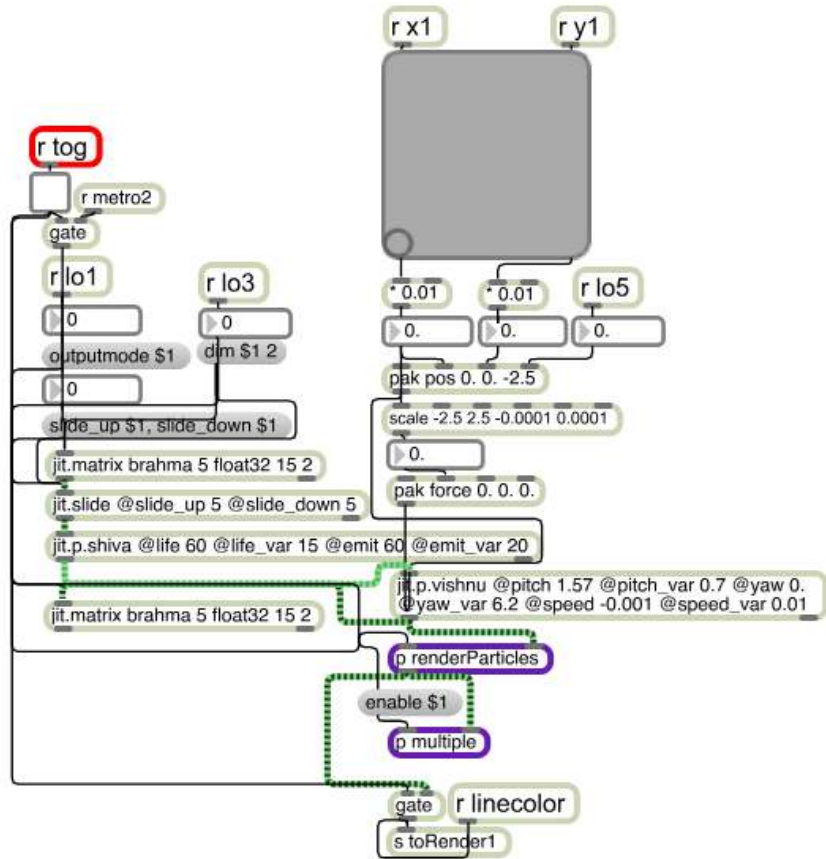 r x1
r y1
r tog
r metro2
gate
r lo1
r lo3
* 0.01
* 0.01
r lo5
0
0
0.
0.
0.
outputmode $1
dim $1 2
pak pos 0. 0. -2.5
0
scale -2.5 2.5 -0.0001 0.0001
slide_up $1, slide_down $1
0.
jit.matrix brahma 5 float32 15 2
pak force 0. 0. 0.
jit.slide @slide_up 5 @slide_down 5
jit.p.shiva @life 60 @life_var 15 @emit 60 @emit_var 20
jit.p.vishnu @pitch 1.57 @pitch_var 0.7 @yaw 0.
@yaw_var 6.2 @speed -0.001 @speed_var 0.01
jit.matrix brahma 5 float32 15 2
p renderParticles
enable $1
p multiple
gate
r linecolor
s toRender1